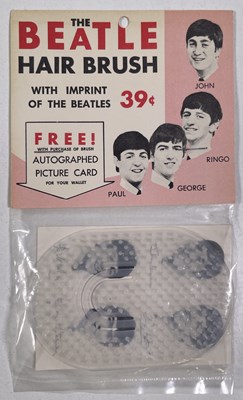 THE
BEATLE
HAIR BRUSH
WITH IMPRINT
OF THE BEATLES 39¢
JOHN
RINGO
GEORGE
PAUL
FREE!
WITH PURCHASE OF BRUSH
AUTOGRAPHED
PICTURE CARD
FOR YOUR WALLET